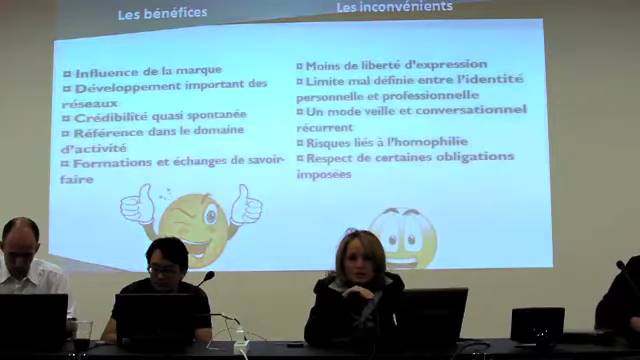 Les bénéfices
¤ Influence de la marque
¤ Développement important des
réseaux
¤ Crédibilité quasi spontanée
¤ Référence dans le domaine
d'activité
¤ Formations et échanges de savoir-
faire
Les inconvénients
¤ Moins de liberté d'expression
¤ Limite mal définie entre l'identité
personnelle et professionnelle
¤ Un mode veille et conversationnel
récurrent
¤ Risques liés à l'homophilie
¤ Respect de certaines obligations
imposées